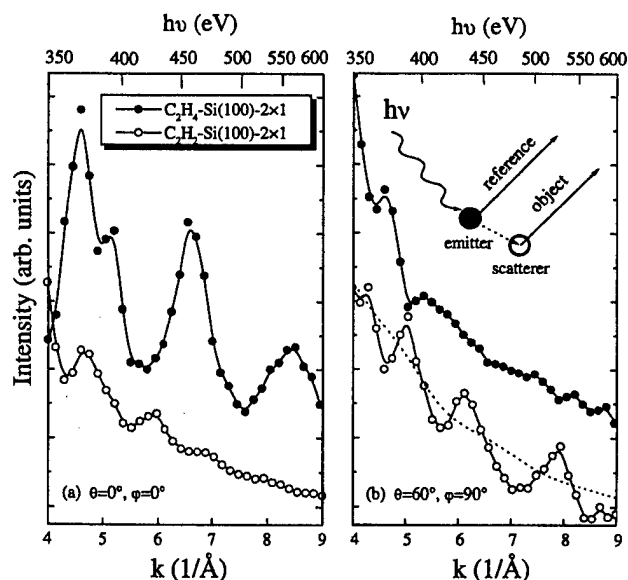 hυ (eV)
hυ (eV)
350 400 450 500 550 600
350 400 450 500 550 600
C₂H₄-Si(100)-2×1
C₂H₂-Si(100)-2×1
hν
reference
object
emitter
scatterer
Intensity (arb. units)
(a) θ=0°, φ=0°
(b) θ=60°, φ=90°
4 5 6 7 8 9
4 5 6 7 8 9
k (1/Å)
k (1/Å)